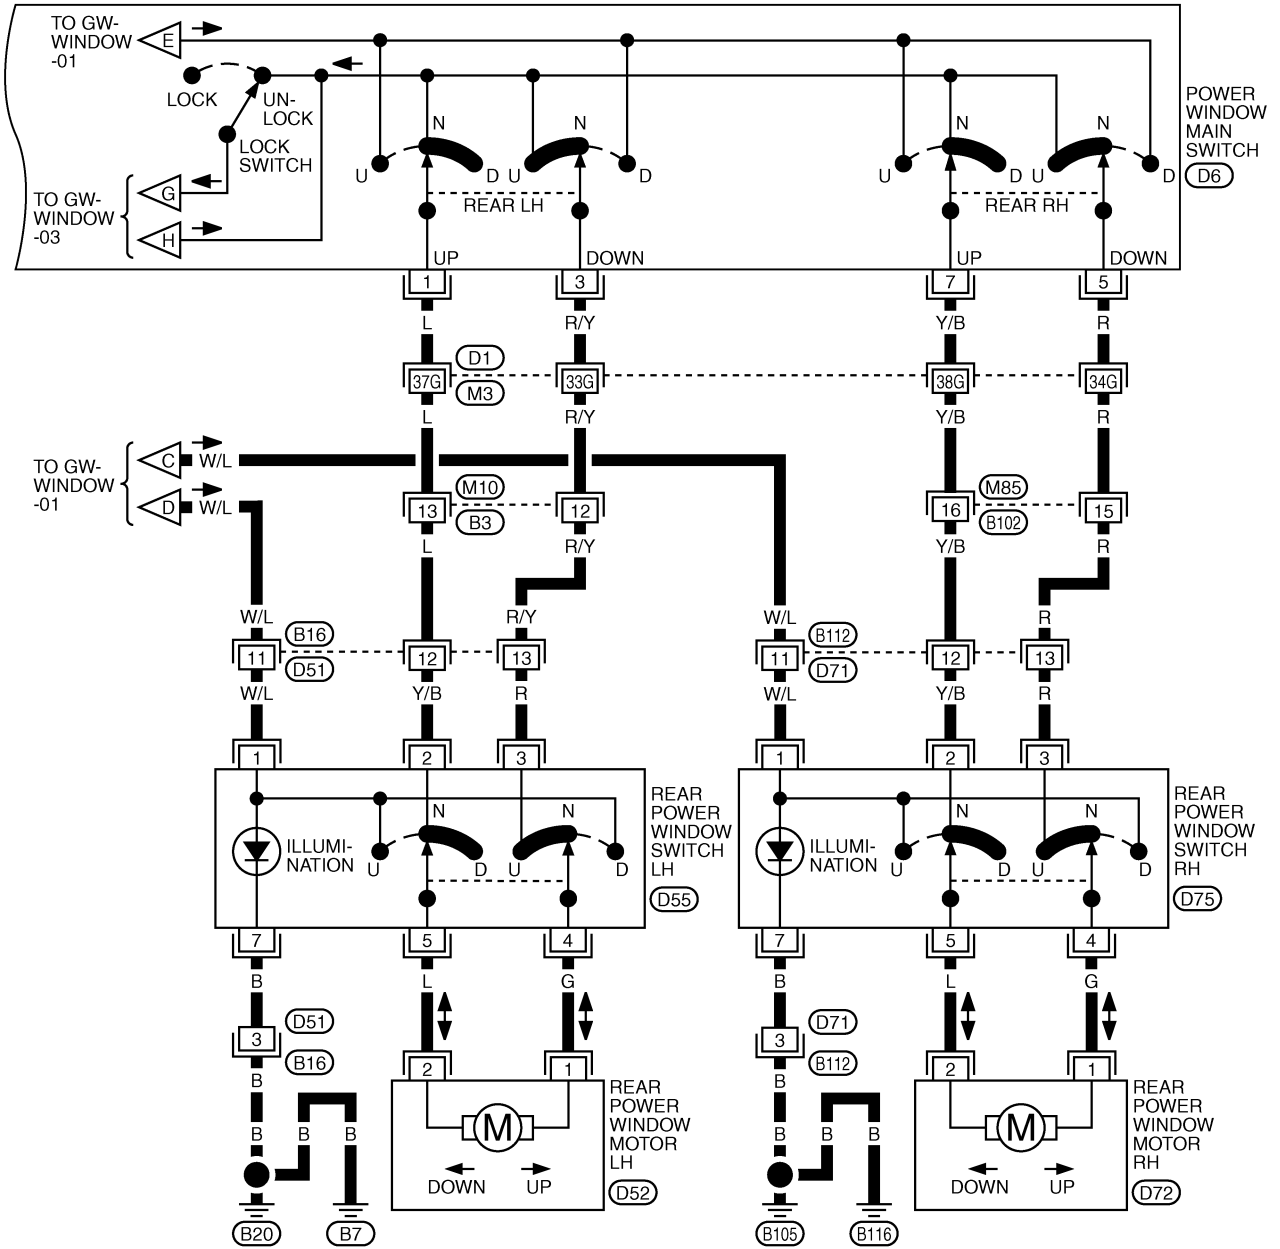 TO GW-
WINDOW
-01
E
LOCK
UN-
LOCK
LOCK
SWITCH
TO GW-
WINDOW
-03
G
H
N
U
D
N
U
D
REAR LH
UP
DOWN
N
U
D
N
U
D
REAR RH
UP
DOWN
POWER
WINDOW
MAIN
SWITCH
D6
1
3
7
5
L
R/Y
Y/B
R
37G
D1
M3
33G
38G
34G
L
R/Y
Y/B
R
TO GW-
WINDOW
-01
C
W/L
D
W/L
13
M10
B3
12
16
M85
B102
15
L
R/Y
Y/B
R
W/L
R/Y
W/L
R
11
B16
D51
12
13
11
B112
D71
12
13
W/L
Y/B
R
W/L
Y/B
R
1
2
3
1
2
3
ILLUMI-
NATION
N
U
D
N
U
D
REAR
POWER
WINDOW
SWITCH
LH
D55
ILLUMI-
NATION
N
U
D
N
U
D
REAR
POWER
WINDOW
SWITCH
RH
D75
7
5
4
7
5
4
B
L
G
B
L
G
3
D51
B16
3
D71
B112
B
B
2
1
2
1
B
B
B
B
B
B
M
DOWN
UP
REAR
POWER
WINDOW
MOTOR
LH
D52
M
DOWN
UP
REAR
POWER
WINDOW
MOTOR
RH
D72
B20
B7
B105
B116